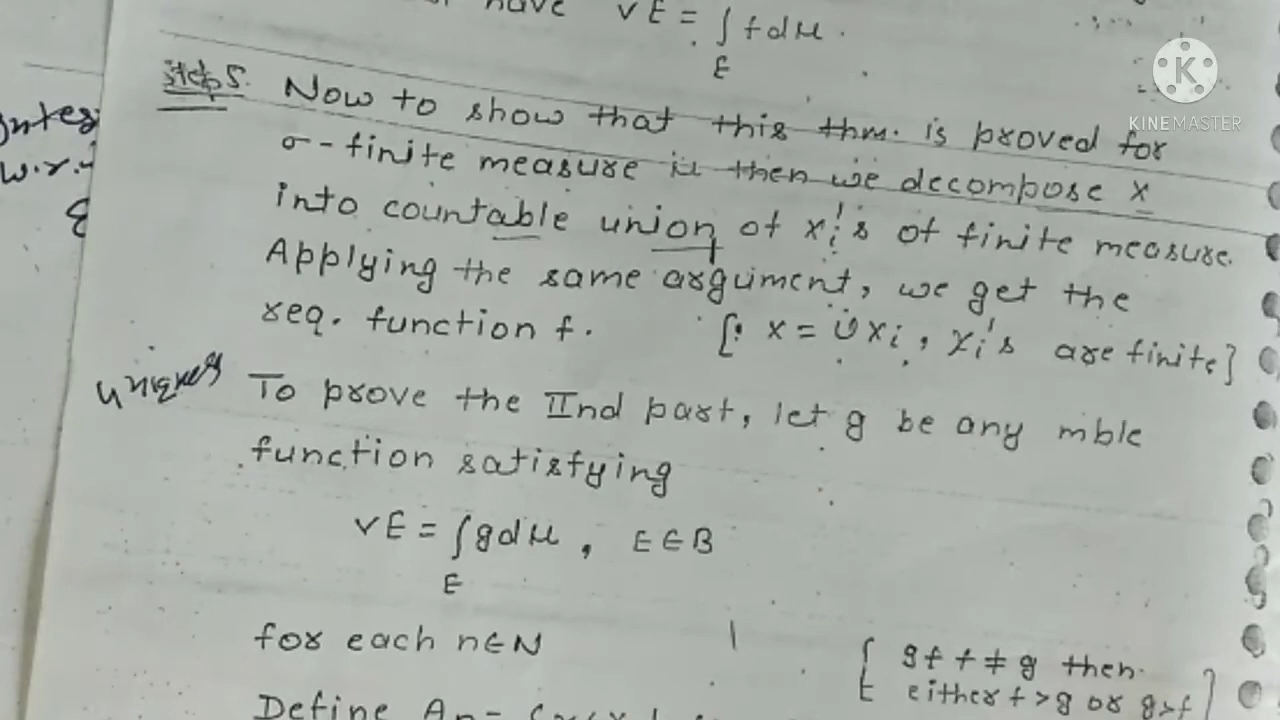 have νE = ∫ f dμ.
E
Step 5. Now to show that this thm. is proved for
σ-finite measure μ then we decompose X
into countable union of Xi's of finite measure.
Applying the same argument, we get the
req. function f. [∵ X = ∪Xi, Xi's are finite]
uniqness To prove the IInd part, let g be any mble
function satisfying
νE = ∫ g dμ, E∈B
E
for each n∈N
[ If f ≠ g then
either f > g or g > f ]
Define An = 
w.r.t
KINEMASTER